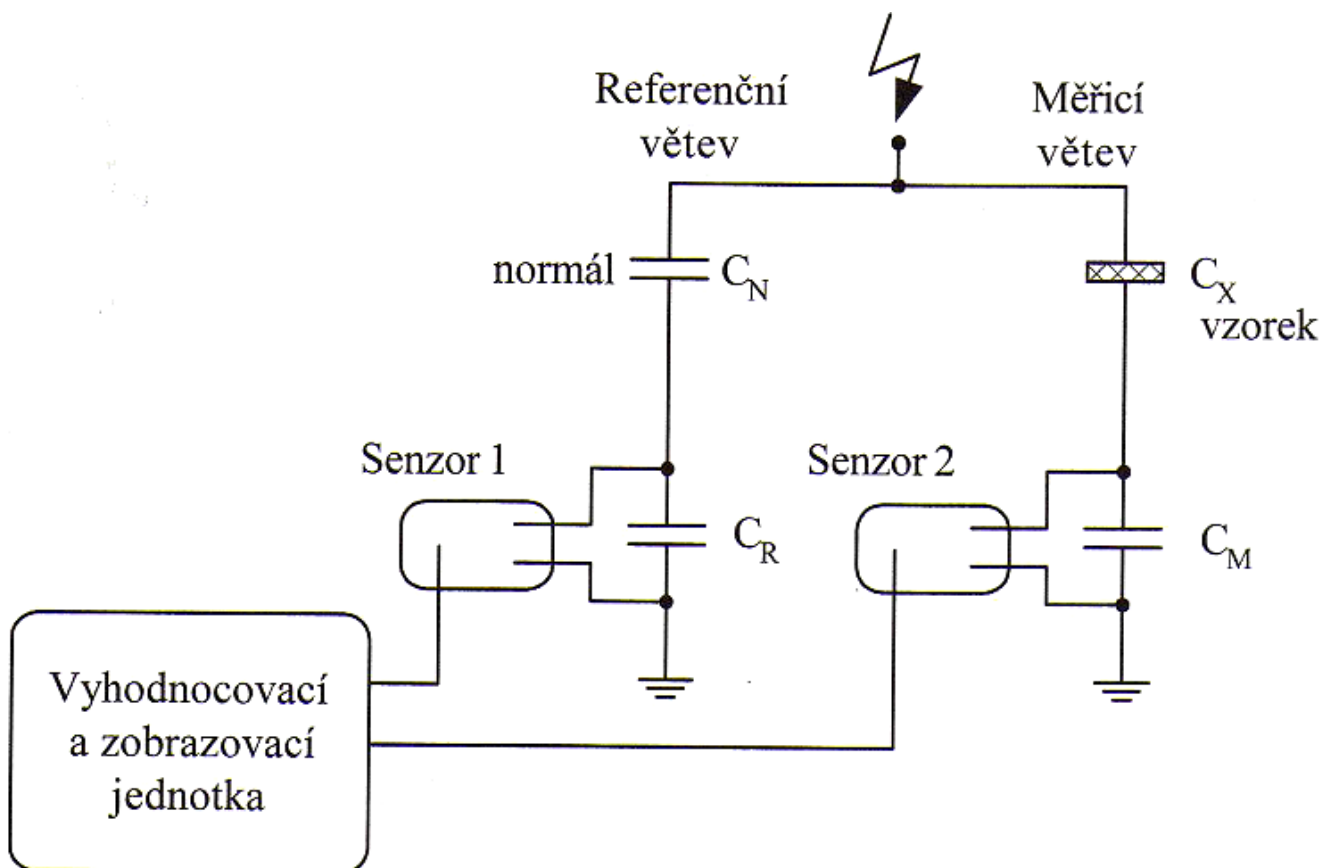 Referenční
větev
Měřicí
větev
normál
C_N
C_X
vzorek
Senzor 1
Senzor 2
C_R
C_M
Vyhodnocovací
a zobrazovací
jednotka